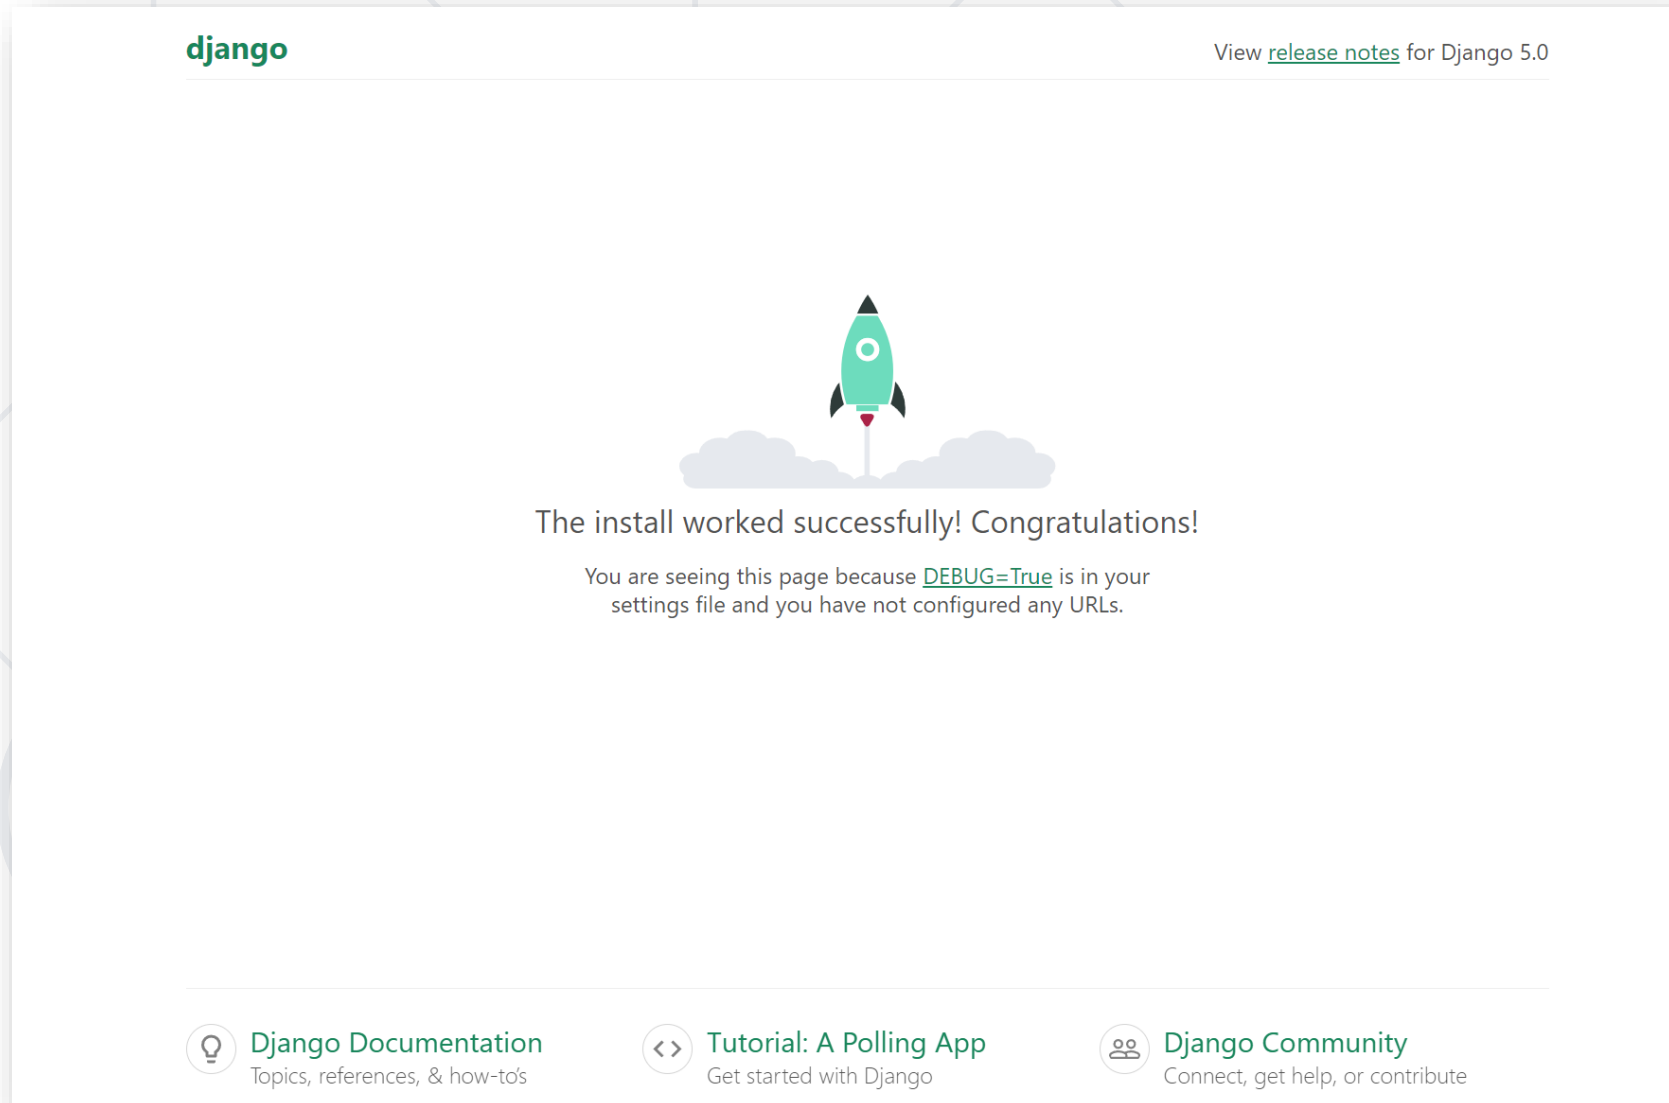 django
View release notes for Django 5.0
The install worked successfully! Congratulations!
You are seeing this page because DEBUG=True is in your
settings file and you have not configured any URLs.
Django Documentation
Topics, references, & how-to’s
Tutorial: A Polling App
Get started with Django
Django Community
Connect, get help, or contribute